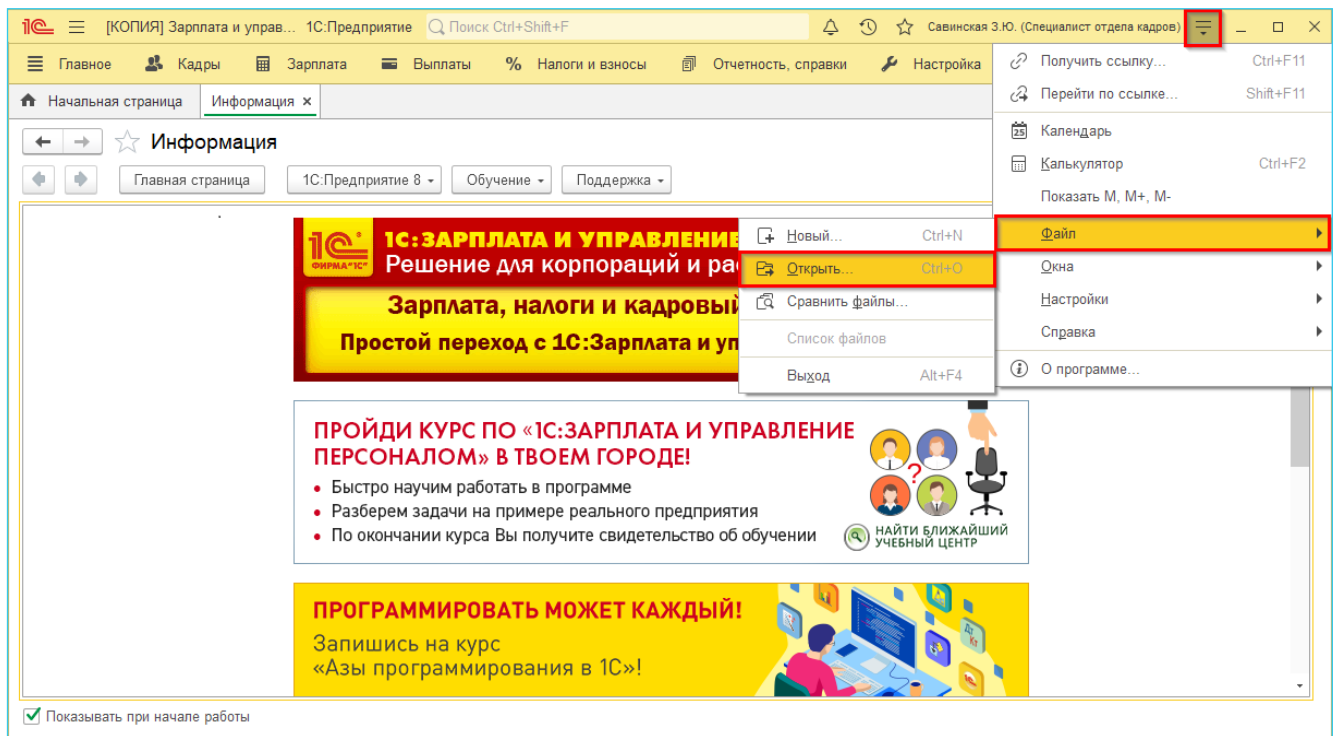 [КОПИЯ] Зарплата и управ... 1С:Предприятие
Поиск Ctrl+Shift+F
Савинская З.Ю. (Специалист отдела кадров)
Главное
Кадры
Зарплата
Выплаты
Налоги и взносы
Отчетность, справки
Настройка
Начальная страница
Информация
Информация
Главная страница
1С:Предприятие 8
Обучение
Поддержка
Получить ссылку... Ctrl+F11
Перейти по ссылке... Shift+F11
25 Календарь
Калькулятор Ctrl+F2
Показать M, M+, M-
Файл
Окна
Настройки
Справка
О программе...
Новый... Ctrl+N
Открыть... Ctrl+O
Сравнить файлы...
Список файлов
Выход Alt+F4
1С
ФИРМА "1С"
1С:ЗАРПЛАТА И УПРАВЛЕНИЕ
Решение для корпораций и ра
Зарплата, налоги и кадровый
Простой переход с 1С:Зарплата и уп
ПРОЙДИ КУРС ПО «1С:ЗАРПЛАТА И УПРАВЛЕНИЕ
ПЕРСОНАЛОМ» В ТВОЕМ ГОРОДЕ!
• Быстро научим работать в программе
• Разберем задачи на примере реального предприятия
• По окончании курса Вы получите свидетельство об обучении
?
НАЙТИ БЛИЖАЙШИЙ
УЧЕБНЫЙ ЦЕНТР
ПРОГРАММИРОВАТЬ МОЖЕТ КАЖДЫЙ!
Запишись на курс
«Азы программирования в 1С»!
Дт
Кт
Показывать при начале работы